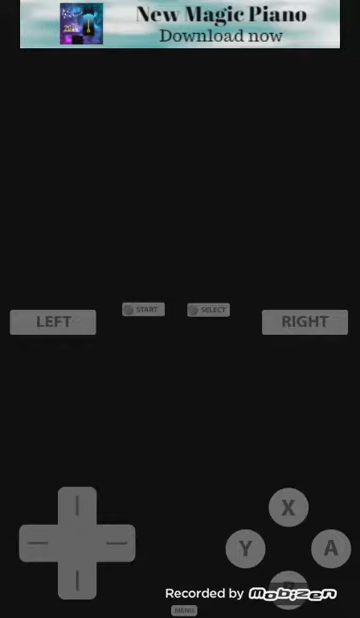 New Magic Piano
Download now
START
SELECT
LEFT
RIGHT
X
Y
A
Recorded by Mobizen
MENU